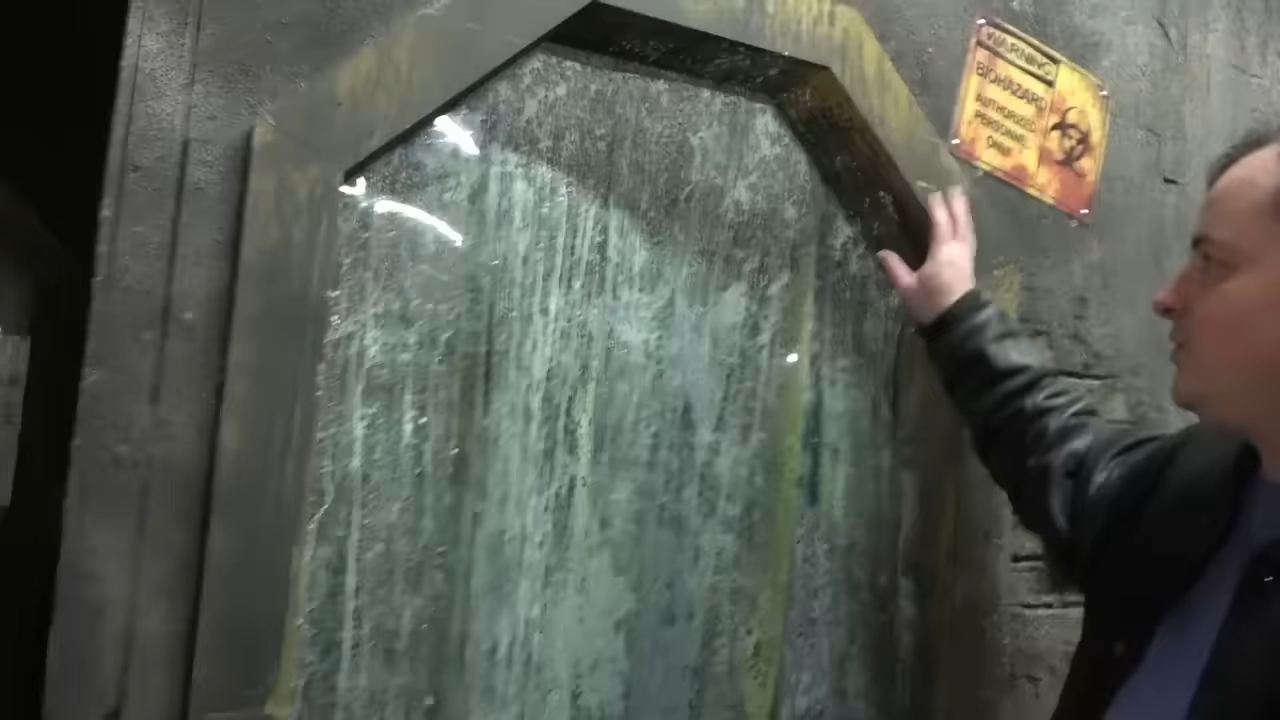 WARNING
BIOHAZARD
AUTHORIZED
PERSONNEL
ONLY